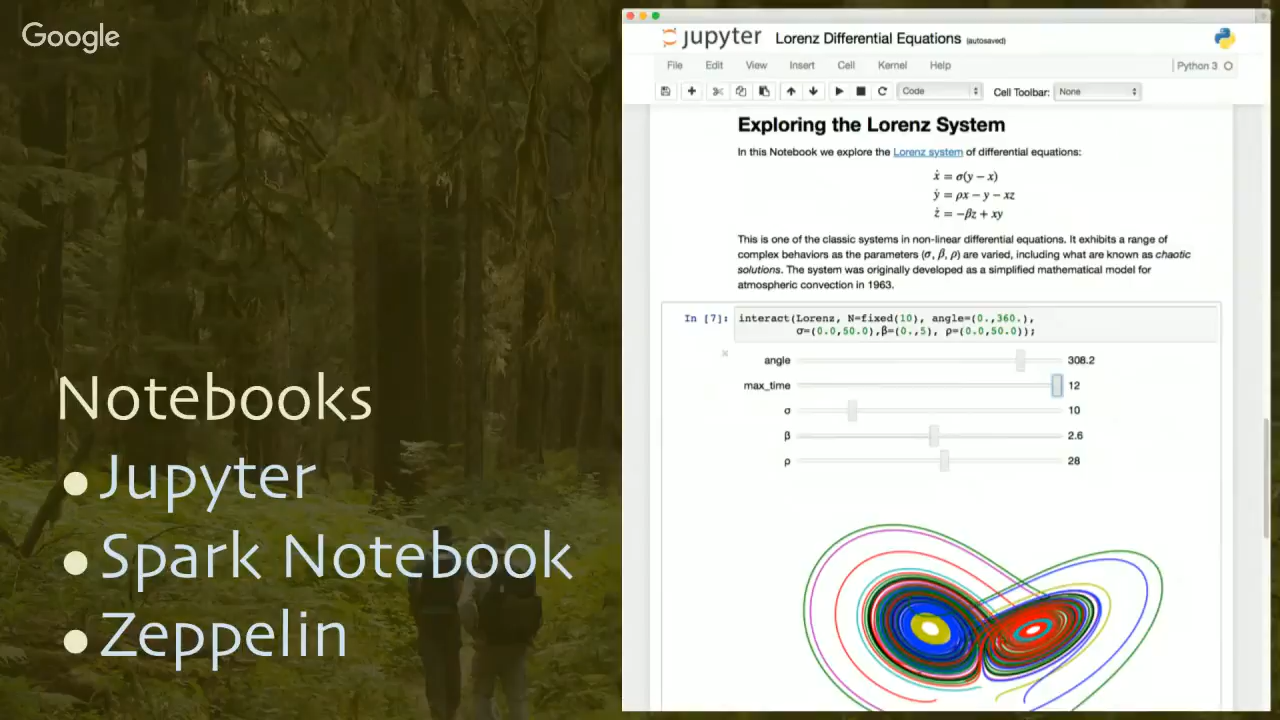 Google
Notebooks
• Jupyter
• Spark Notebook
• Zeppelin
jupyter Lorenz Differential Equations (autosaved)
File Edit View Insert Cell Kernel Help Python 3
Code Cell Toolbar: None
Exploring the Lorenz System
In this Notebook we explore the Lorenz system of differential equations:
ẋ = σ(y − x)
ẏ = ρx − y − xz
ż = −βz + xy
This is one of the classic systems in non-linear differential equations. It exhibits a range of
complex behaviors as the parameters (σ, β, ρ) are varied, including what are known as chaotic
solutions. The system was originally developed as a simplified mathematical model for
atmospheric convection in 1963.
In [7]: interact(Lorenz, N=fixed(10), angle=(0.,360.),
σ=(0.0,50.0),β=(0.,5), ρ=(0.0,50.0));
angle 308.2
max_time 12
σ 10
β 2.6
ρ 28